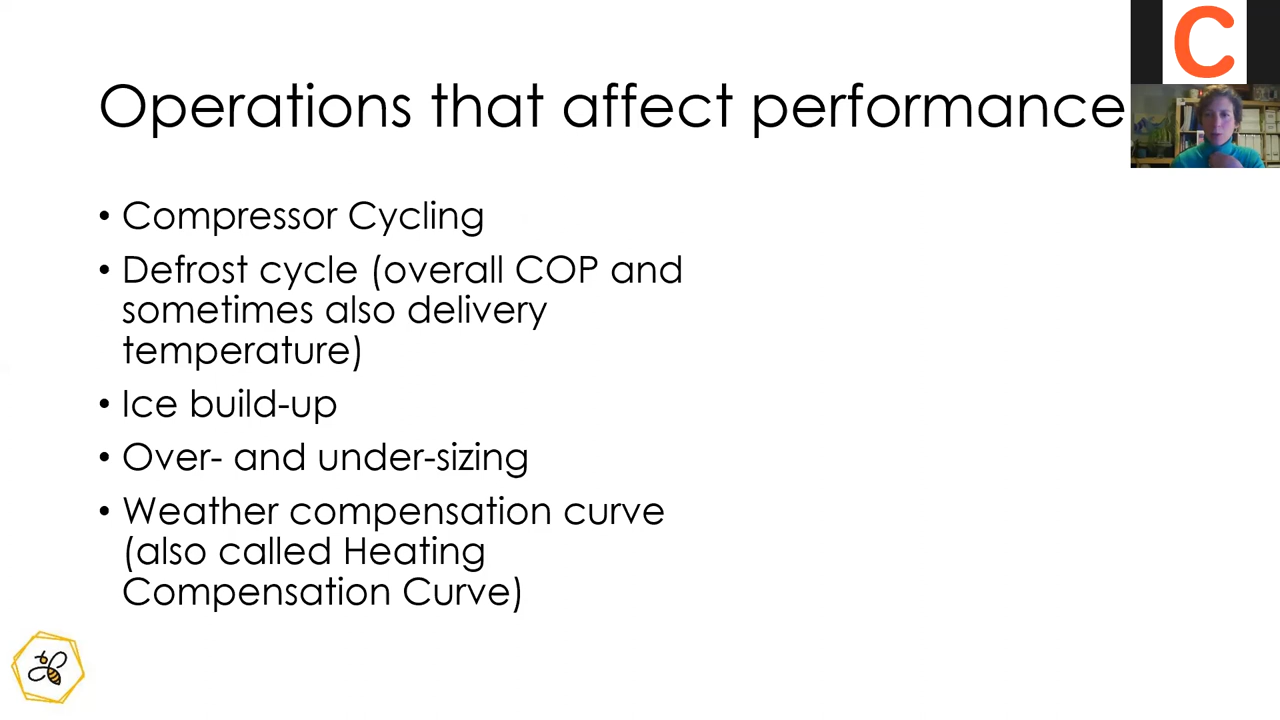 Operations that affect performance
C
• Compressor Cycling
• Defrost cycle (overall COP and
sometimes also delivery
temperature)
• Ice build-up
• Over- and under-sizing
• Weather compensation curve
(also called Heating
Compensation Curve)